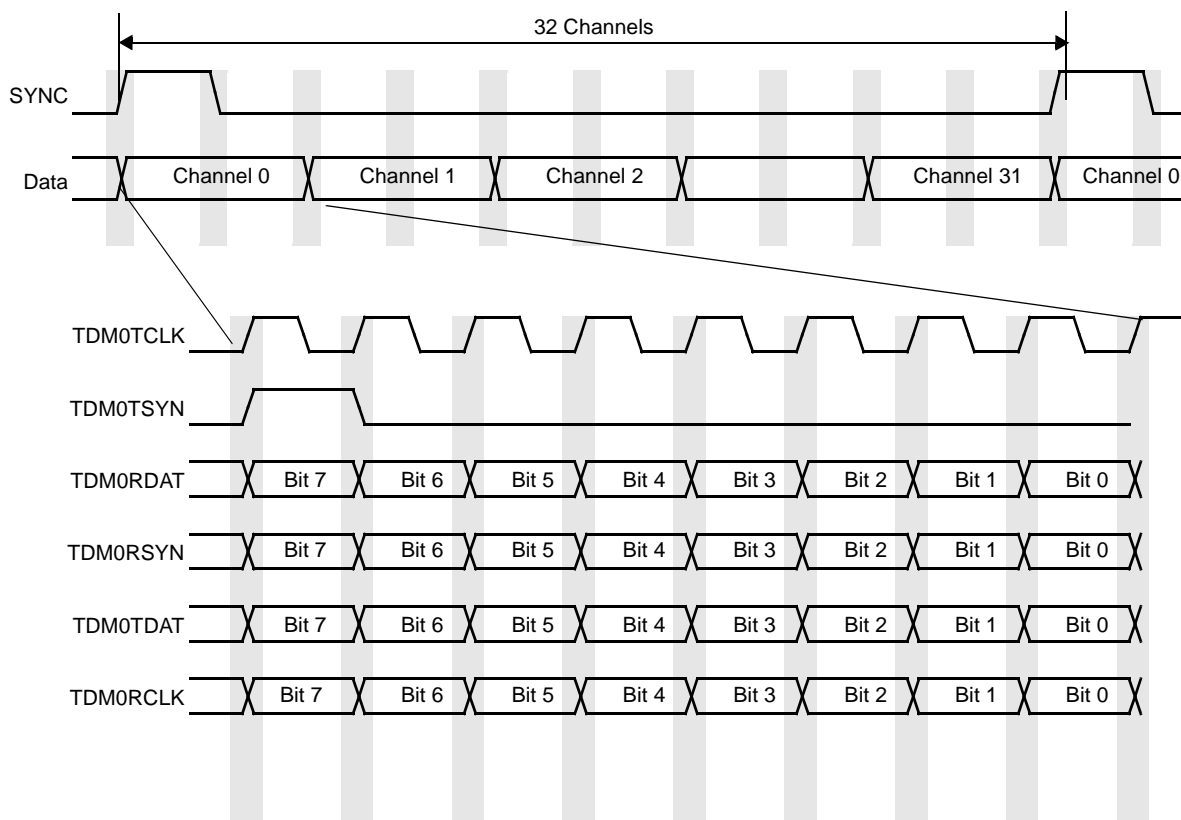 32 Channels
SYNC
Data Channel 0 Channel 1 Channel 2 Channel 31 Channel 0
TDM0TCLK
TDM0TSYN
TDM0RDAT Bit 7 Bit 6 Bit 5 Bit 4 Bit 3 Bit 2 Bit 1 Bit 0
TDM0RSYN Bit 7 Bit 6 Bit 5 Bit 4 Bit 3 Bit 2 Bit 1 Bit 0
TDM0TDAT Bit 7 Bit 6 Bit 5 Bit 4 Bit 3 Bit 2 Bit 1 Bit 0
TDM0RCLK Bit 7 Bit 6 Bit 5 Bit 4 Bit 3 Bit 2 Bit 1 Bit 0